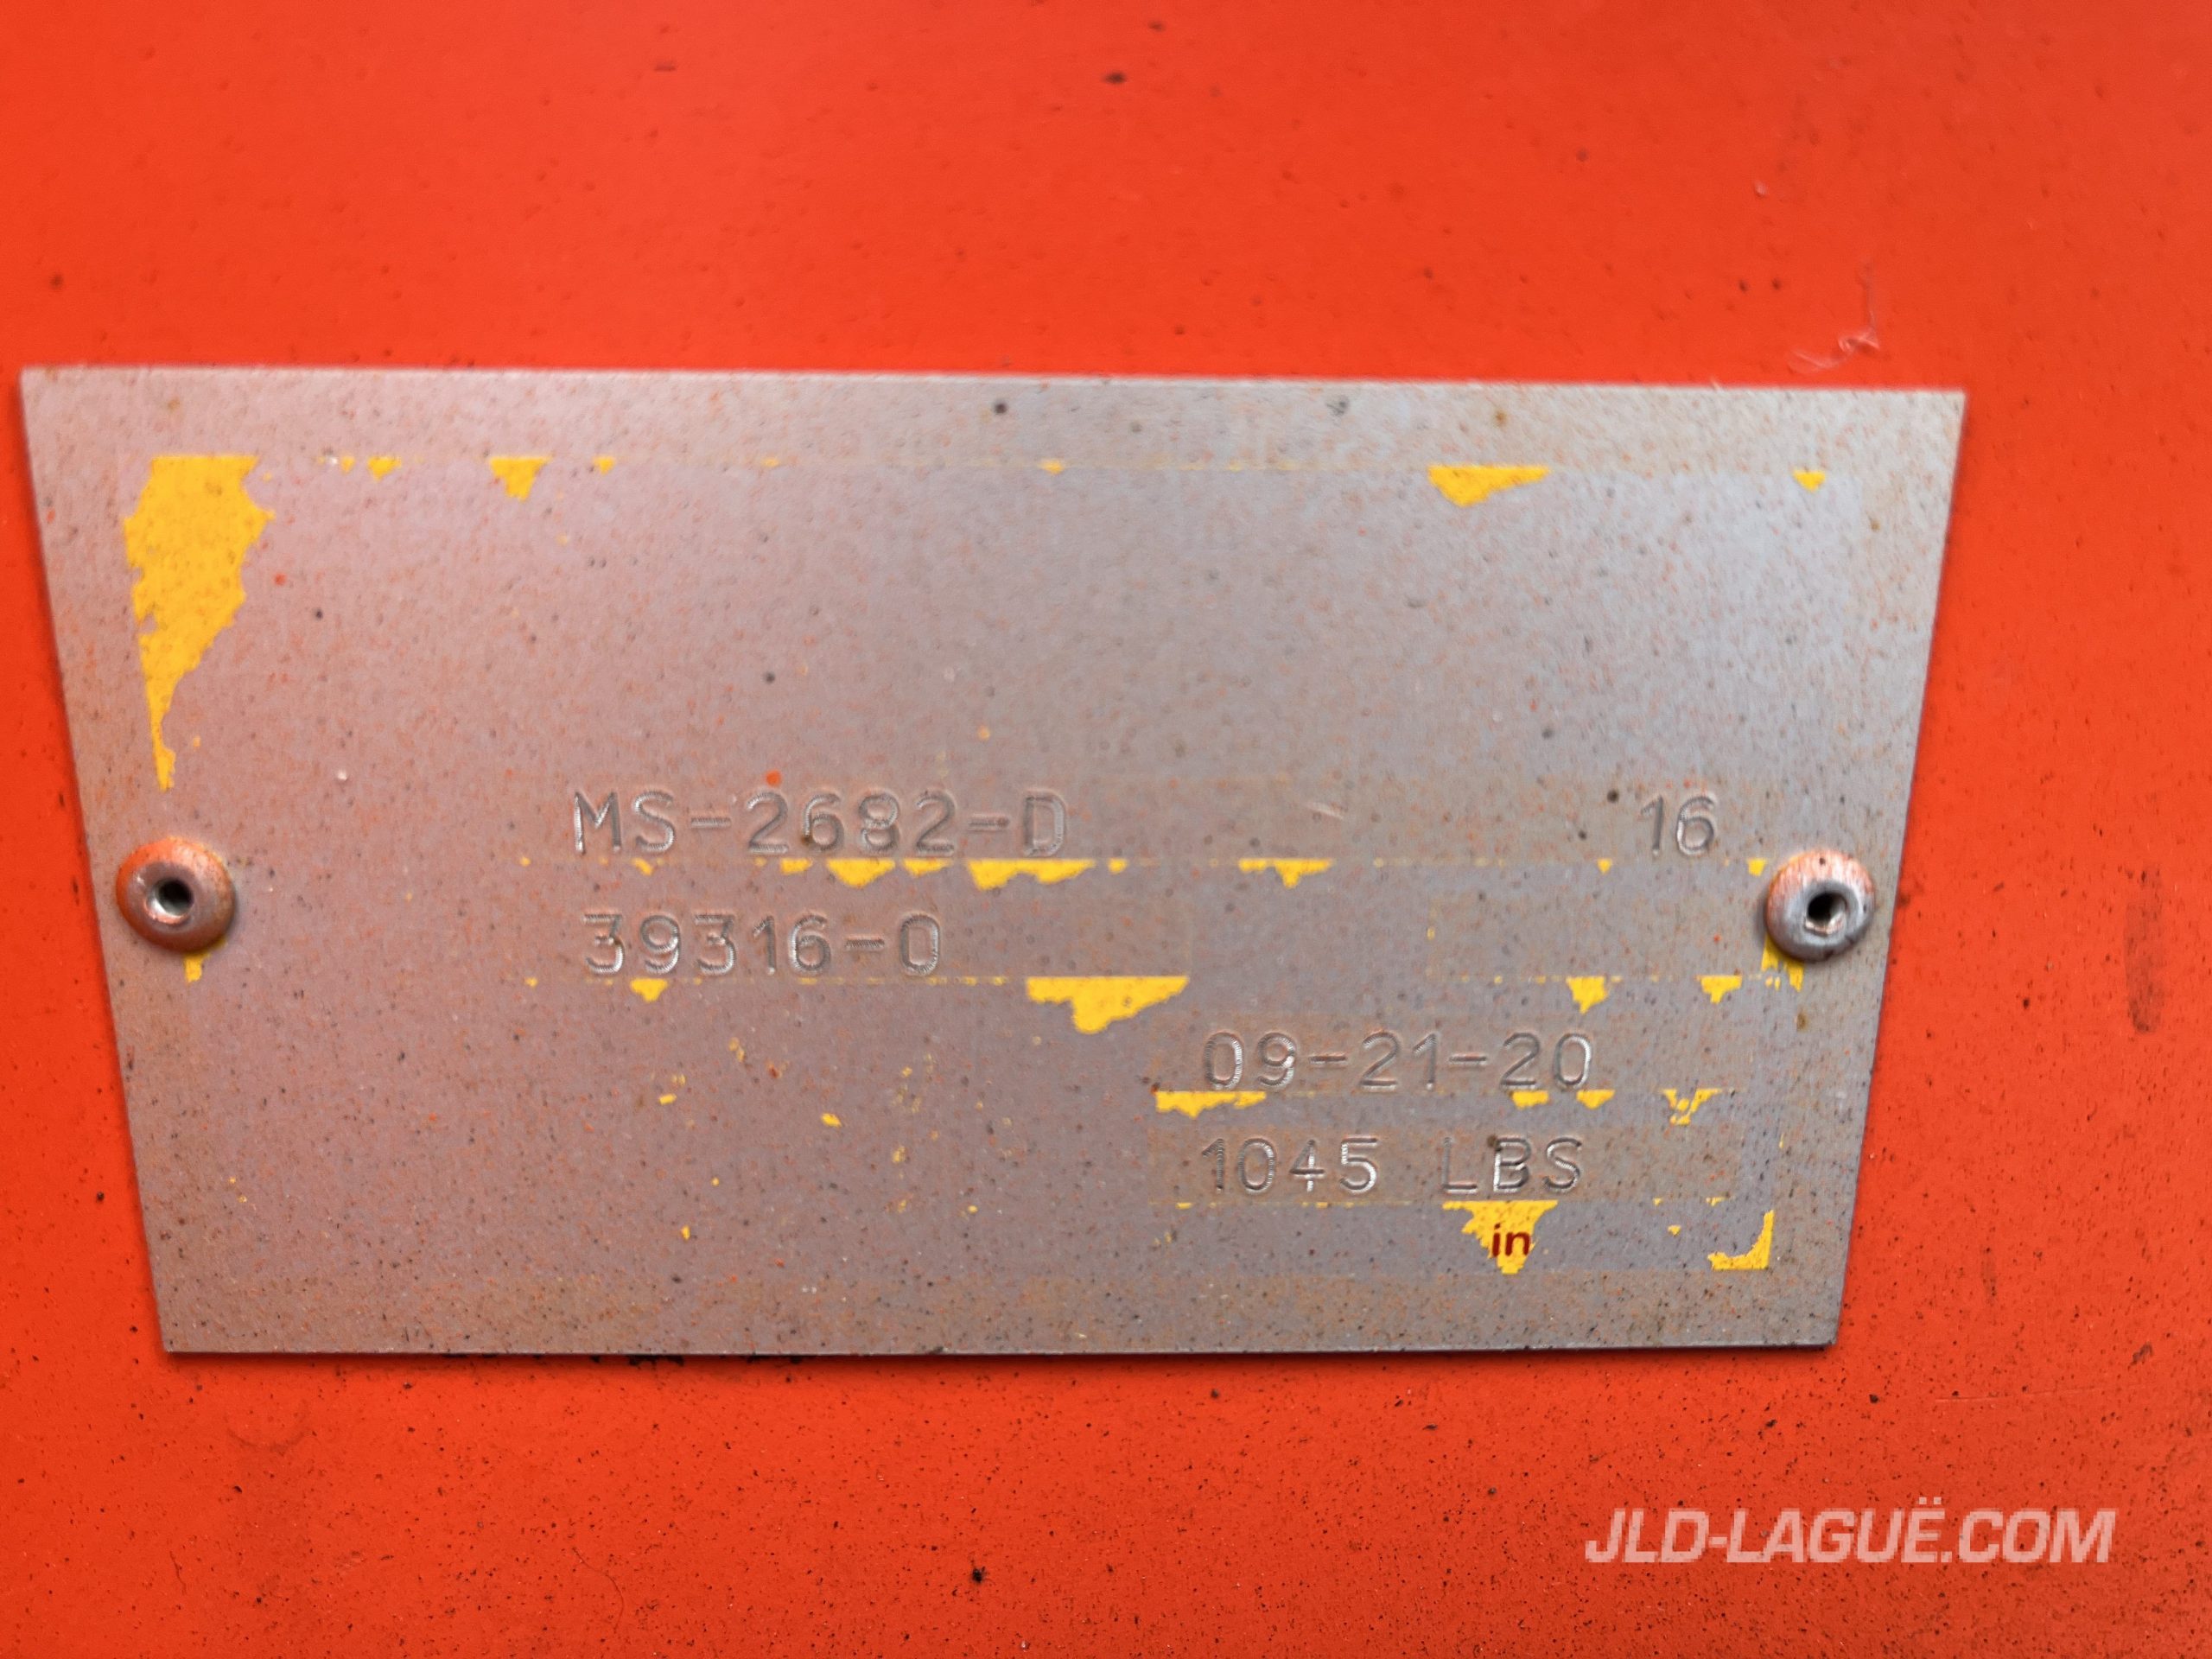 MS-2682-D 16
39316-0
09-21-20
1045 LBS
in
JLD-LAGUË.COM